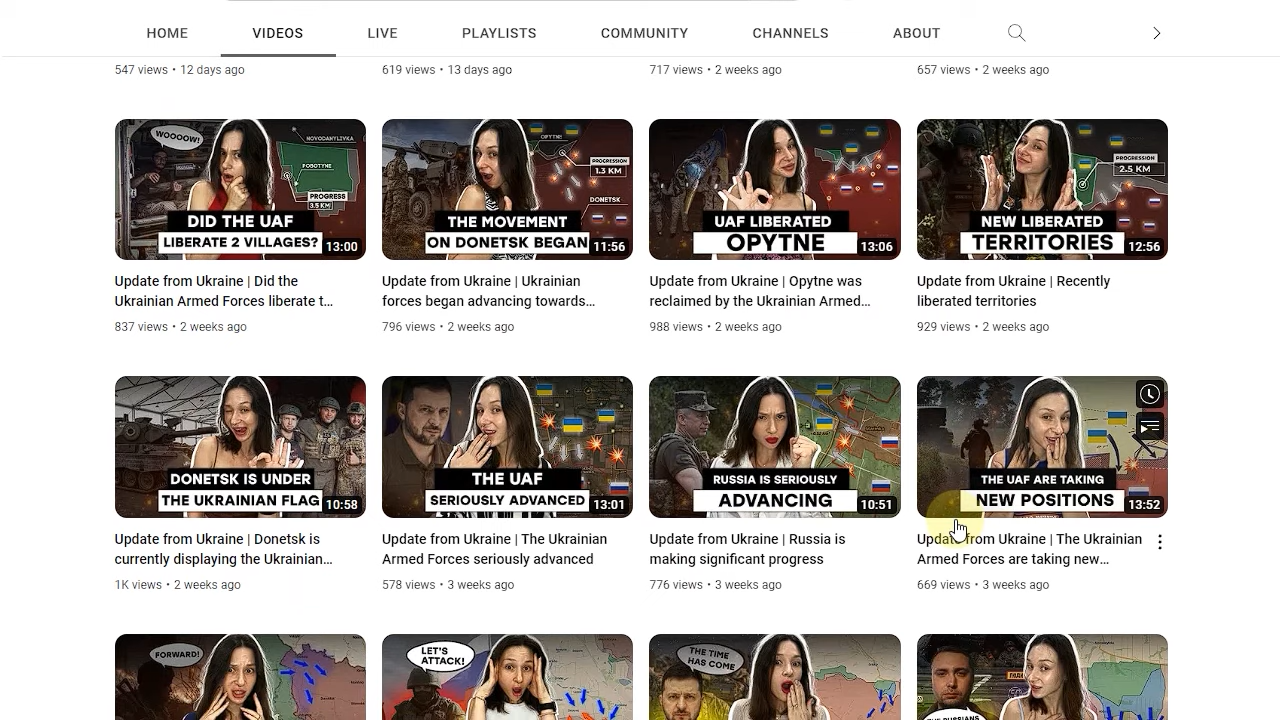 HOME VIDEOS LIVE PLAYLISTS COMMUNITY CHANNELS ABOUT
547 views • 12 days ago
619 views • 13 days ago
717 views • 2 weeks ago
657 views • 2 weeks ago
WOOOOW!
NOVODANYLIVKA
РОБОТУНЕ
PROGRESS
3.5 KM
DID THE UAF
LIBERATE 2 VILLAGES?
13:00
OPYTNE
PROGRESSION
1.3 KM
DONETSK
THE MOVEMENT
ON DONETSK BEGAN
11:56
UAF LIBERATED
OPYTNE
13:06
PROGRESSION
2.5 KM
NEW LIBERATED
TERRITORIES
12:56
Update from Ukraine | Did the
Ukrainian Armed Forces liberate t...
837 views • 2 weeks ago
Update from Ukraine | Ukrainian
forces began advancing towards...
796 views • 2 weeks ago
Update from Ukraine | Opytne was
reclaimed by the Ukrainian Armed...
988 views • 2 weeks ago
Update from Ukraine | Recently
liberated territories
929 views • 2 weeks ago
DONETSK IS UNDER
THE UKRAINIAN FLAG
10:58
THE UAF
SERIOUSLY ADVANCED
13:01
RUSSIA IS SERIOUSLY
ADVANCING
10:51
THE UAF ARE TAKING
NEW POSITIONS
13:52
Update from Ukraine | Donetsk is
currently displaying the Ukrainian...
1K views • 2 weeks ago
Update from Ukraine | The Ukrainian
Armed Forces seriously advanced
578 views • 3 weeks ago
Update from Ukraine | Russia is
making significant progress
776 views • 3 weeks ago
Update from Ukraine | The Ukrainian
Armed Forces are taking new...
669 views • 3 weeks ago
FORWARD!
LET'S
ATTACK!
THE TIME
HAS COME
THE RUSSIANS